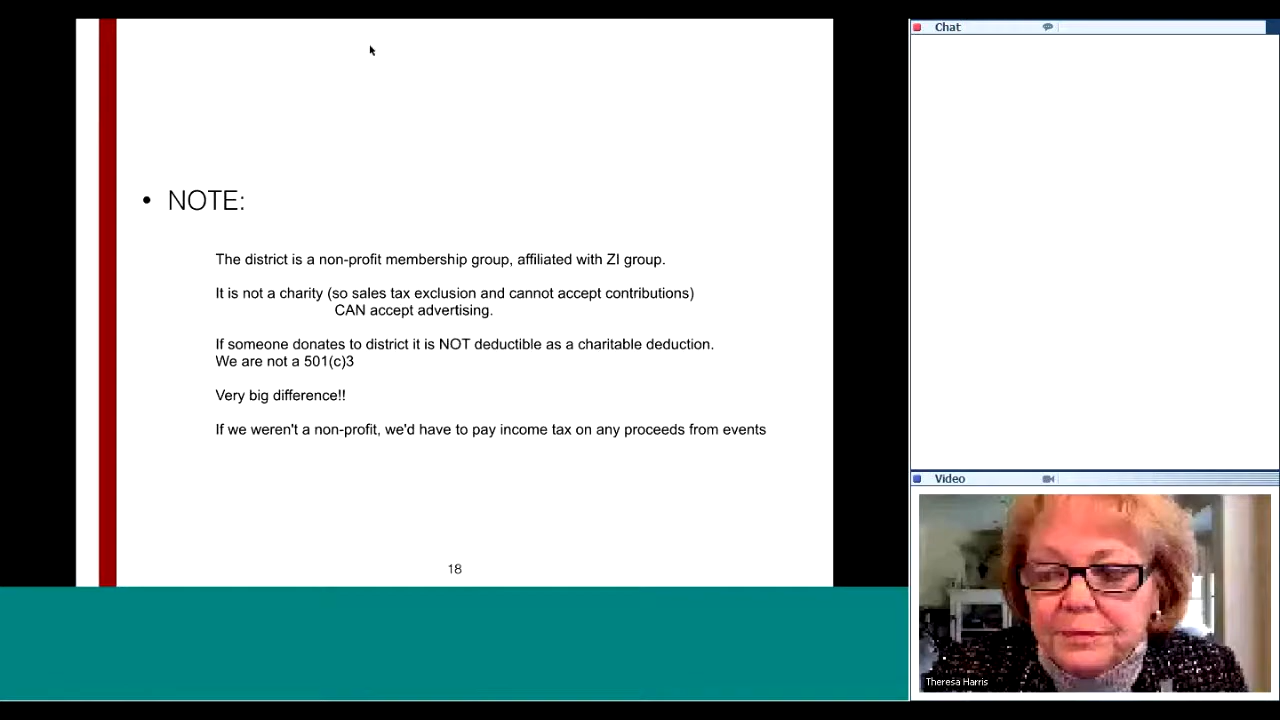 • NOTE:
The district is a non-profit membership group, affiliated with ZI group.
It is not a charity (so sales tax exclusion and cannot accept contributions)
CAN accept advertising.
If someone donates to district it is NOT deductible as a charitable deduction.
We are not a 501(c)3
Very big difference!!
If we weren't a non-profit, we'd have to pay income tax on any proceeds from events
18
Chat
Video
Theresa Harris